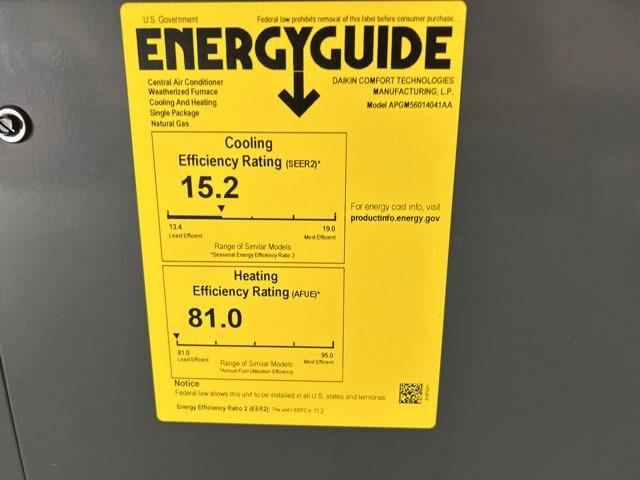 U.S. Government Federal law prohibits removal of this label before consumer purchase.
ENERGYGUIDE
Central Air Conditioner
Weatherized Furnace
Cooling And Heating
Single Package
Natural Gas
DAIKIN COMFORT TECHNOLOGIES
MANUFACTURING, L.P.
Model APGM56014041AA
Cooling
Efficiency Rating (SEER2)*
15.2
13.4 19.0
Least Efficient Most Efficient
Range of Similar Models
*Seasonal Energy Efficiency Ratio 2
For energy cost info, visit
productinfo.energy.gov
Heating
Efficiency Rating (AFUE)*
81.0
81.0 95.0
Least Efficient Most Efficient
Range of Similar Models
*Annual Fuel Utilization Efficiency
Notice
Federal law allows this unit to be installed in all U.S. states and territories.
Energy Efficiency Ratio 2 (EER2): The unit's EER2 is 11.2